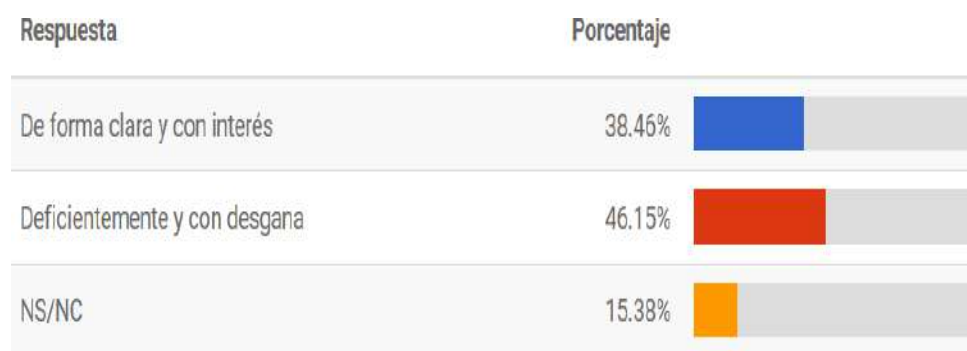 Respuesta Porcentaje
De forma clara y con interés 38.46%
Deficientemente y con desgana 46.15%
NS/NC 15.38%